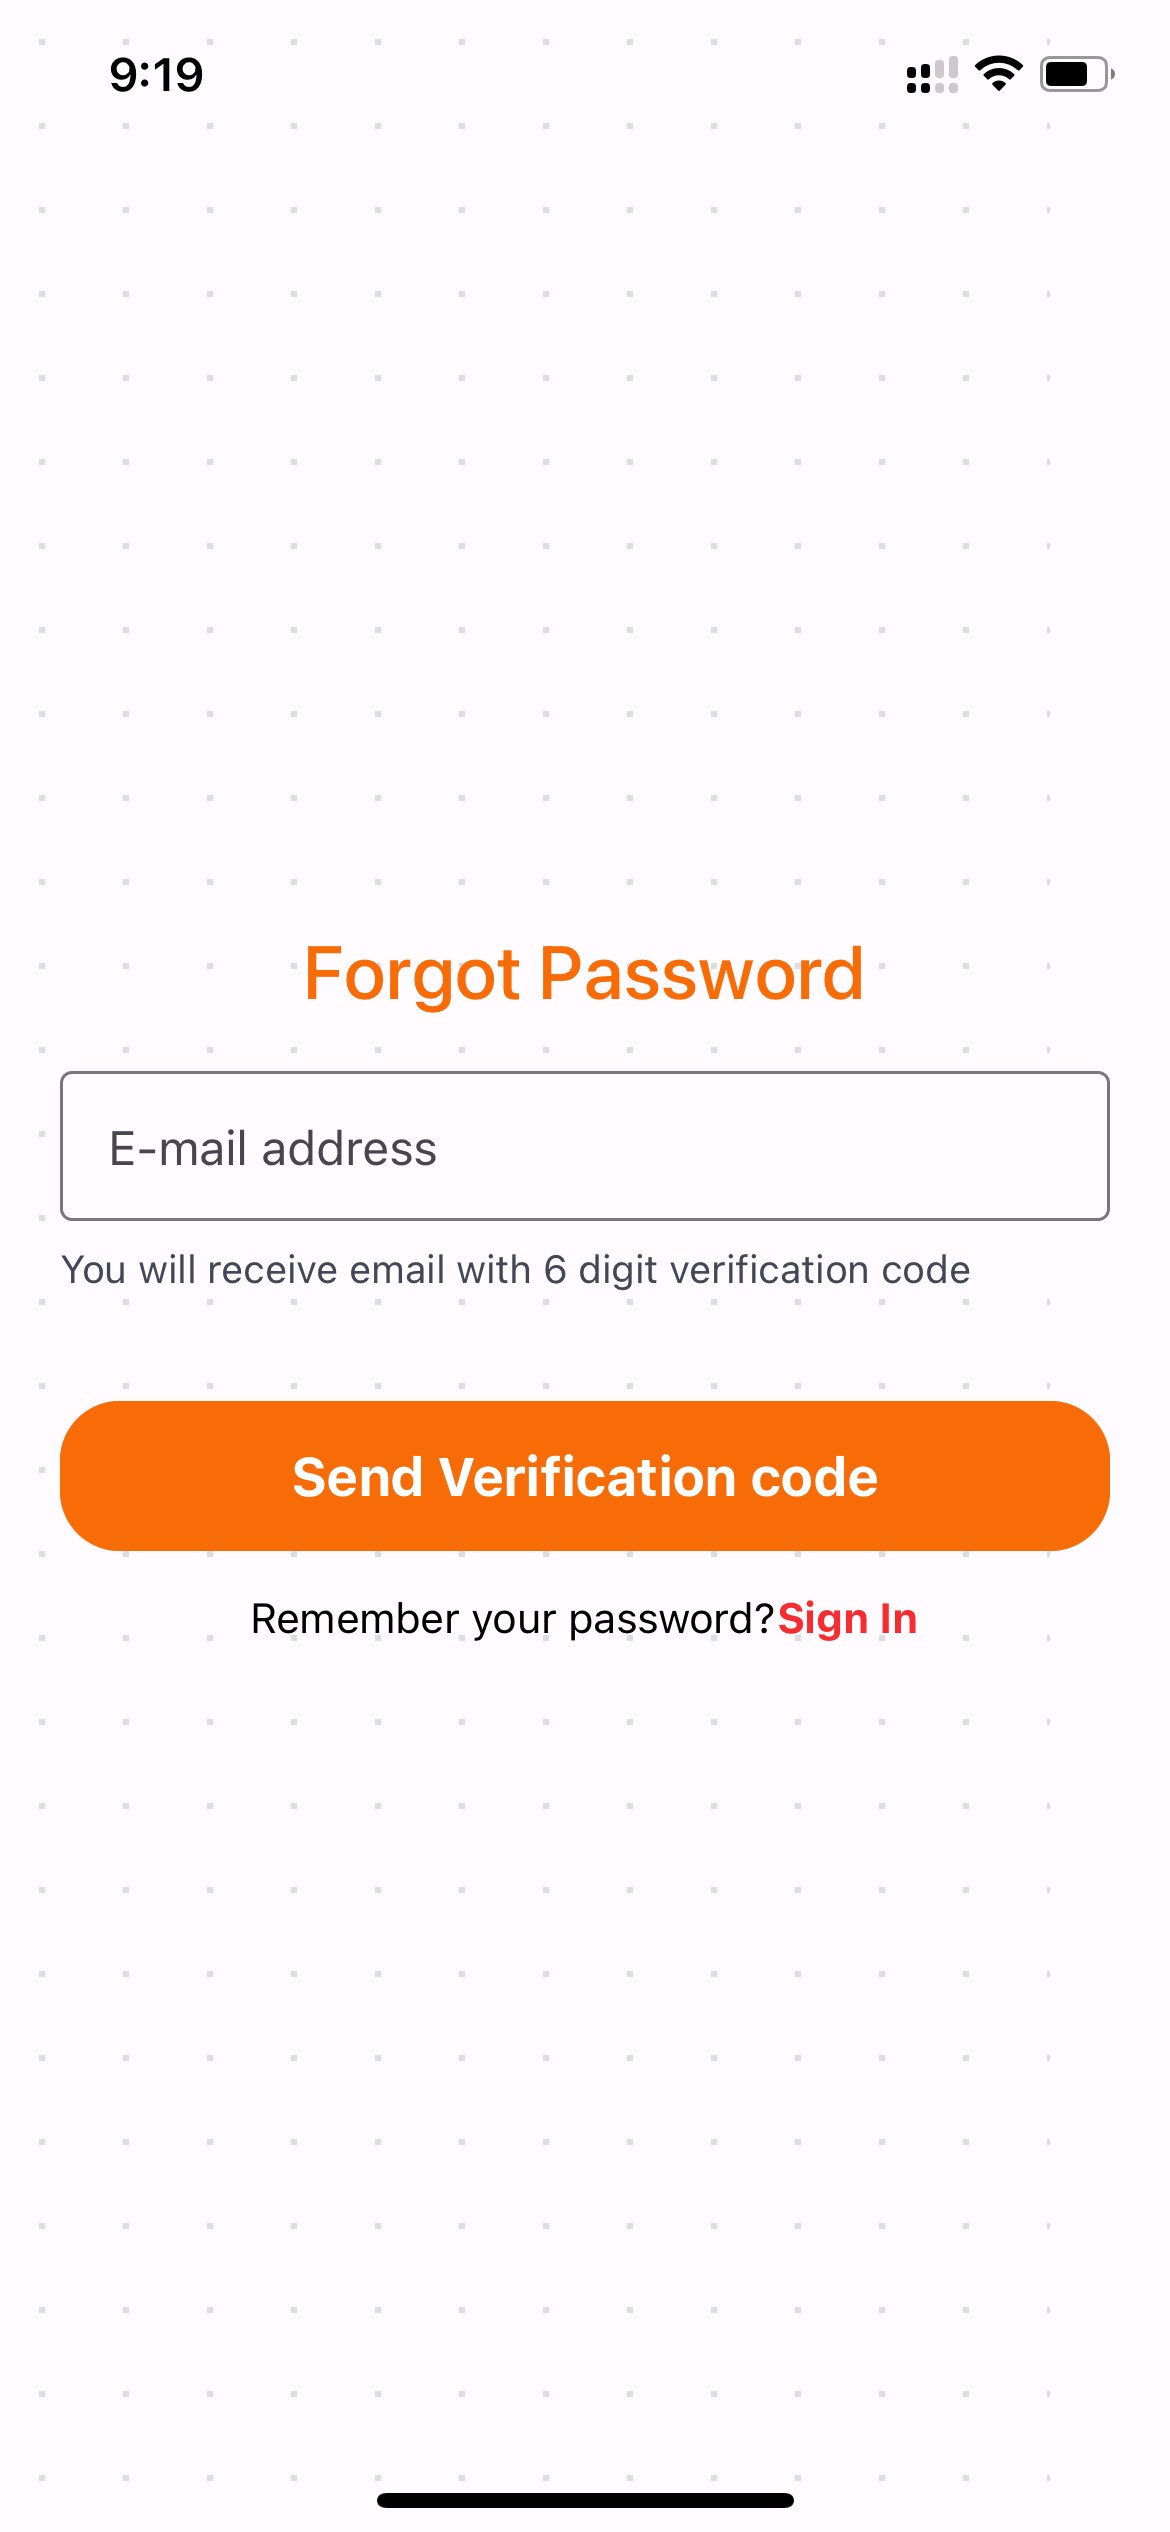 9:19
Forgot Password
E-mail address
You will receive email with 6 digit verification code
Send Verification code
Remember your password?Sign In